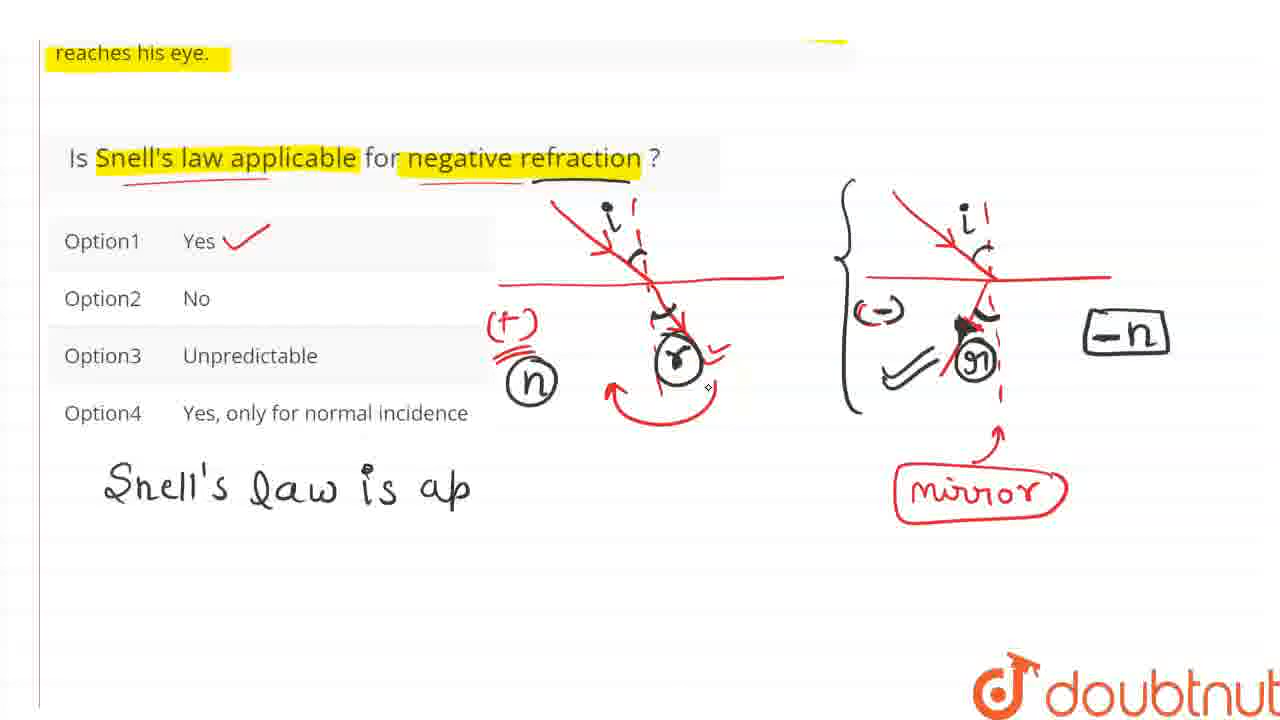 reaches his eye.
Is Snell's law applicable for negative refraction ?
Option1 Yes
Option2 No
Option3 Unpredictable
Option4 Yes, only for normal incidence
i
(+)
n
r
i
(-)
r
-n
mirror
Snell's law is ap
doubtnut